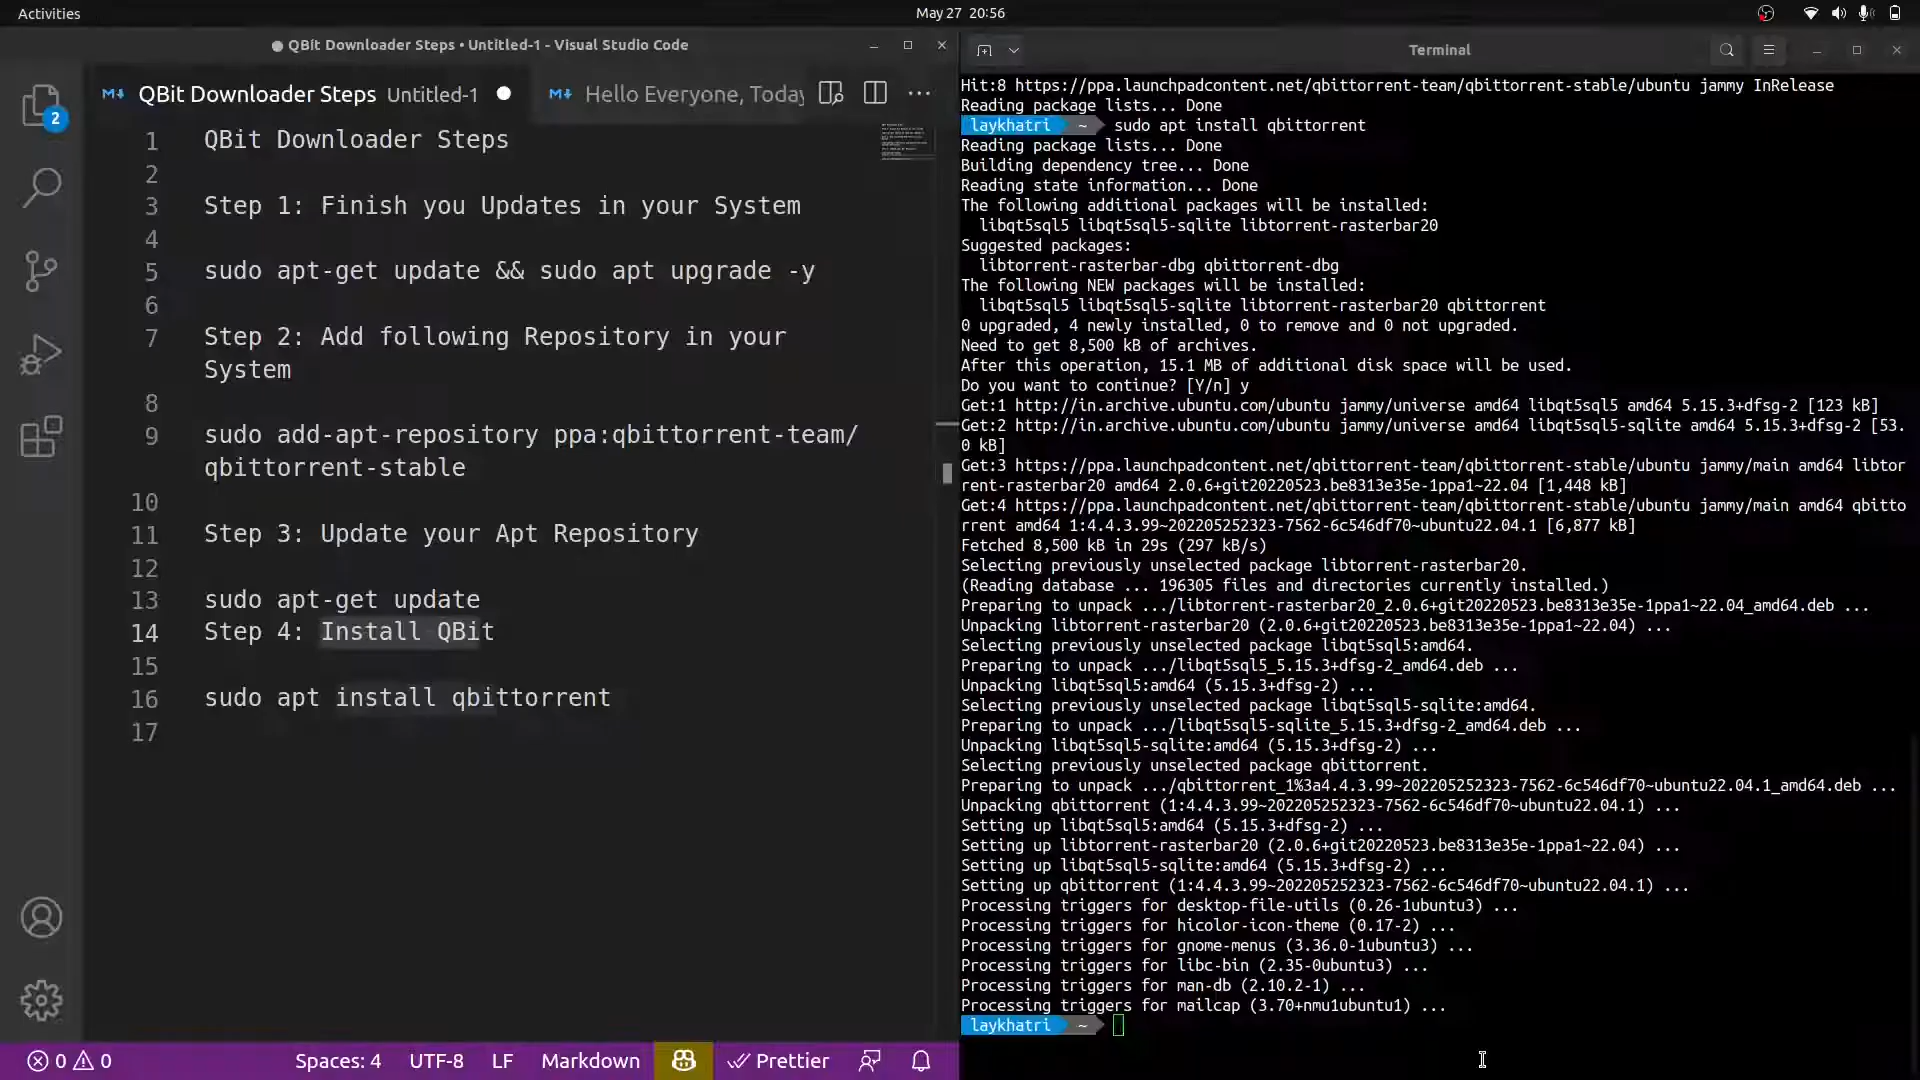 Activities
May 27 20:56
QBit Downloader Steps • Untitled-1 - Visual Studio Code
QBit Downloader Steps Untitled-1
Hello Everyone, Today
2
1 QBit Downloader Steps
2
3 Step 1: Finish you Updates in your System
4
5 sudo apt-get update && sudo apt upgrade -y
6
7 Step 2: Add following Repository in your
System
8
9 sudo add-apt-repository ppa:qbittorrent-team/
qbittorrent-stable
10
11 Step 3: Update your Apt Repository
12
13 sudo apt-get update
14 Step 4: Install QBit
15
16 sudo apt install qbittorrent
17
0 0 Spaces: 4 UTF-8 LF Markdown Prettier
Terminal
Hit:8 https://ppa.launchpadcontent.net/qbittorrent-team/qbittorrent-stable/ubuntu jammy InRelease
Reading package lists... Done
laykhatri ~ sudo apt install qbittorrent
Reading package lists... Done
Building dependency tree... Done
Reading state information... Done
The following additional packages will be installed:
libqt5sql5 libqt5sql5-sqlite libtorrent-rasterbar20
Suggested packages:
libtorrent-rasterbar-dbg qbittorrent-dbg
The following NEW packages will be installed:
libqt5sql5 libqt5sql5-sqlite libtorrent-rasterbar20 qbittorrent
0 upgraded, 4 newly installed, 0 to remove and 0 not upgraded.
Need to get 8,500 kB of archives.
After this operation, 15.1 MB of additional disk space will be used.
Do you want to continue? [Y/n] y
Get:1 http://in.archive.ubuntu.com/ubuntu jammy/universe amd64 libqt5sql5 amd64 5.15.3+dfsg-2 [123 kB]
Get:2 http://in.archive.ubuntu.com/ubuntu jammy/universe amd64 libqt5sql5-sqlite amd64 5.15.3+dfsg-2 [53.
0 kB]
Get:3 https://ppa.launchpadcontent.net/qbittorrent-team/qbittorrent-stable/ubuntu jammy/main amd64 libtor
rent-rasterbar20 amd64 2.0.6+git20220523.be8313e35e-1ppa1~22.04 [1,448 kB]
Get:4 https://ppa.launchpadcontent.net/qbittorrent-team/qbittorrent-stable/ubuntu jammy/main amd64 qbitto
rrent amd64 1:4.4.3.99~202205252323-7562-6c546df70~ubuntu22.04.1 [6,877 kB]
Fetched 8,500 kB in 29s (297 kB/s)
Selecting previously unselected package libtorrent-rasterbar20.
(Reading database ... 196305 files and directories currently installed.)
Preparing to unpack .../libtorrent-rasterbar20_2.0.6+git20220523.be8313e35e-1ppa1~22.04_amd64.deb ...
Unpacking libtorrent-rasterbar20 (2.0.6+git20220523.be8313e35e-1ppa1~22.04) ...
Selecting previously unselected package libqt5sql5:amd64.
Preparing to unpack .../libqt5sql5_5.15.3+dfsg-2_amd64.deb ...
Unpacking libqt5sql5:amd64 (5.15.3+dfsg-2) ...
Selecting previously unselected package libqt5sql5-sqlite:amd64.
Preparing to unpack .../libqt5sql5-sqlite_5.15.3+dfsg-2_amd64.deb ...
Unpacking libqt5sql5-sqlite:amd64 (5.15.3+dfsg-2) ...
Selecting previously unselected package qbittorrent.
Preparing to unpack .../qbittorrent_1%3a4.4.3.99~202205252323-7562-6c546df70~ubuntu22.04.1_amd64.deb ...
Unpacking qbittorrent (1:4.4.3.99~202205252323-7562-6c546df70~ubuntu22.04.1) ...
Setting up libqt5sql5:amd64 (5.15.3+dfsg-2) ...
Setting up libtorrent-rasterbar20 (2.0.6+git20220523.be8313e35e-1ppa1~22.04) ...
Setting up libqt5sql5-sqlite:amd64 (5.15.3+dfsg-2) ...
Setting up qbittorrent (1:4.4.3.99~202205252323-7562-6c546df70~ubuntu22.04.1) ...
Processing triggers for desktop-file-utils (0.26-1ubuntu3) ...
Processing triggers for hicolor-icon-theme (0.17-2) ...
Processing triggers for gnome-menus (3.36.0-1ubuntu3) ...
Processing triggers for libc-bin (2.35-0ubuntu3) ...
Processing triggers for man-db (2.10.2-1) ...
Processing triggers for mailcap (3.70+nmu1ubuntu1) ...
laykhatri ~